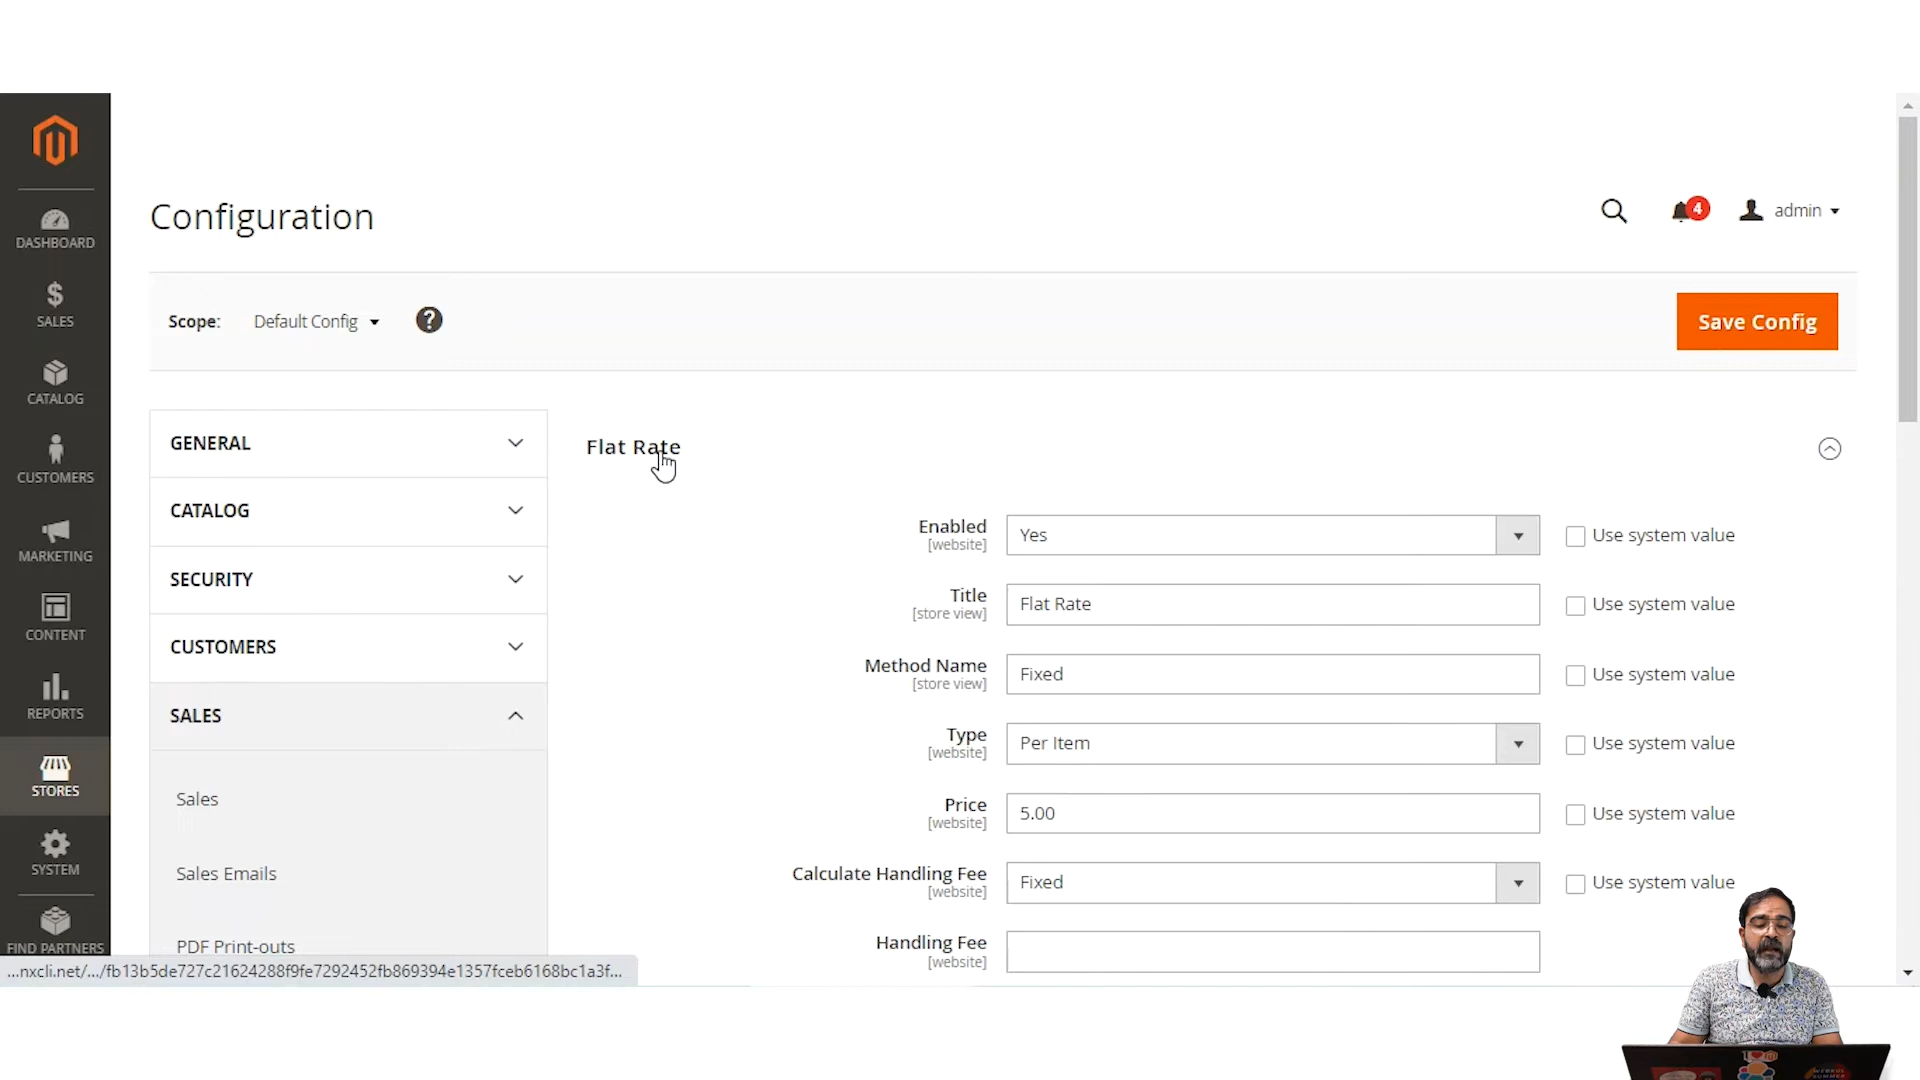 Configuration
4
admin
Scope: Default Config ?
Save Config
DASHBOARD
SALES
CATALOG
CUSTOMERS
MARKETING
CONTENT
REPORTS
STORES
SYSTEM
FIND PARTNERS
GENERAL
CATALOG
SECURITY
CUSTOMERS
SALES
Sales
Sales Emails
PDF Print-outs
Flat Rate
Enabled
[website]
Yes
Use system value
Title
[store view]
Flat Rate
Use system value
Method Name
[store view]
Fixed
Use system value
Type
[website]
Per Item
Use system value
Price
[website]
5.00
Use system value
Calculate Handling Fee
[website]
Fixed
Use system value
Handling Fee
[website]
...nxcli.net/.../fb13b5de727c21624288f9fe7292452fb869394e1357fceb6168bc1a3f...